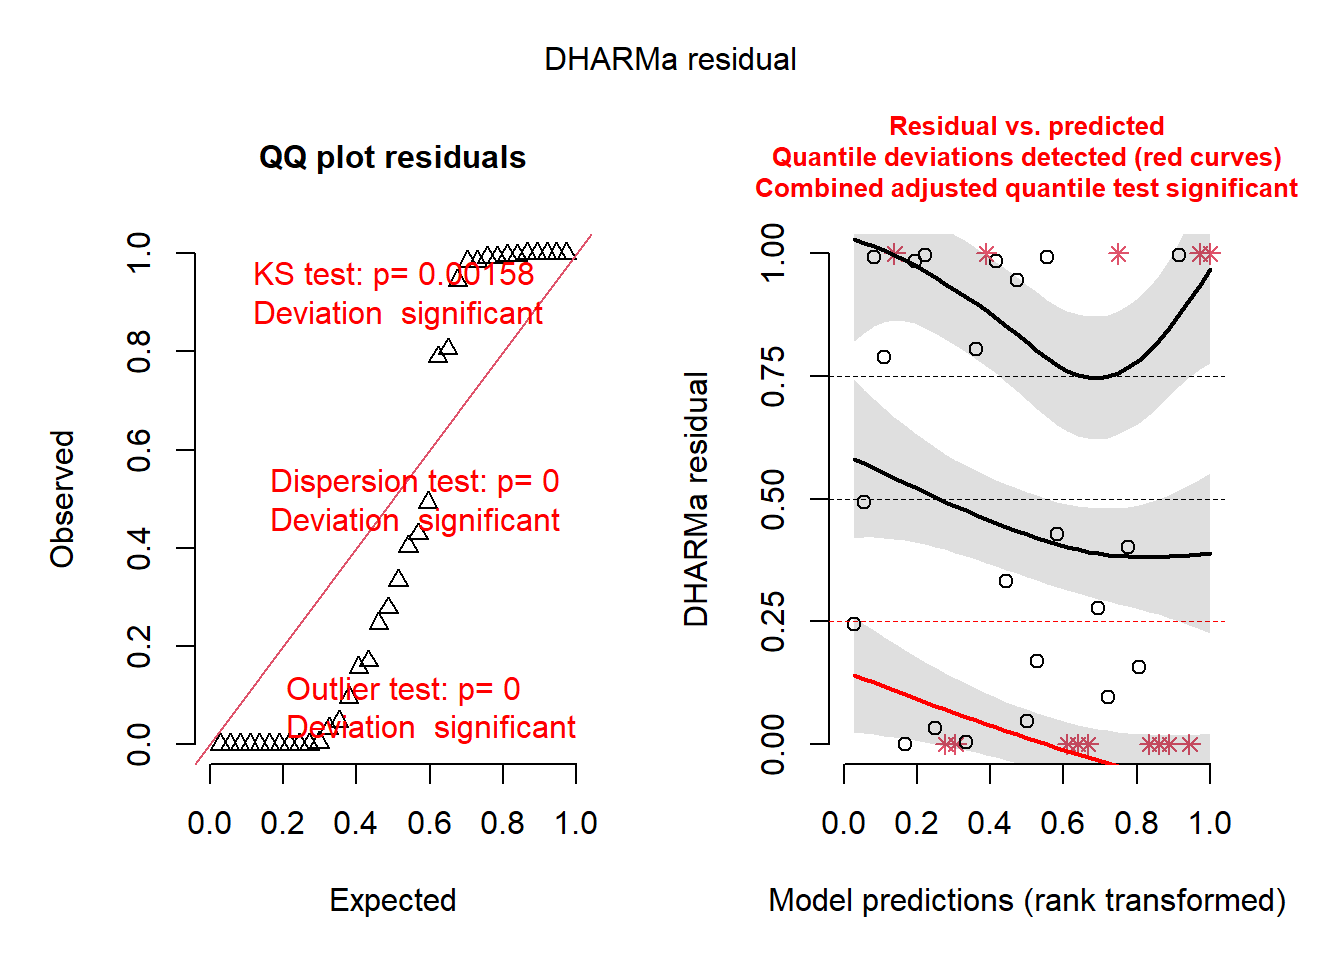 DHARMa residual
QQ plot residuals
KS test: p= 0.00158
Deviation  significant
Dispersion test: p= 0
Deviation  significant
Outlier test: p= 0
Deviation  significant
Observed
0.0
0.2
0.4
0.6
0.8
1.0
0.0 0.2 0.4 0.6 0.8 1.0
Expected
Residual vs. predicted
Quantile deviations detected (red curves)
Combined adjusted quantile test significant
DHARMa residual
0.00
0.25
0.50
0.75
1.00
0.0 0.2 0.4 0.6 0.8 1.0
Model predictions (rank transformed)